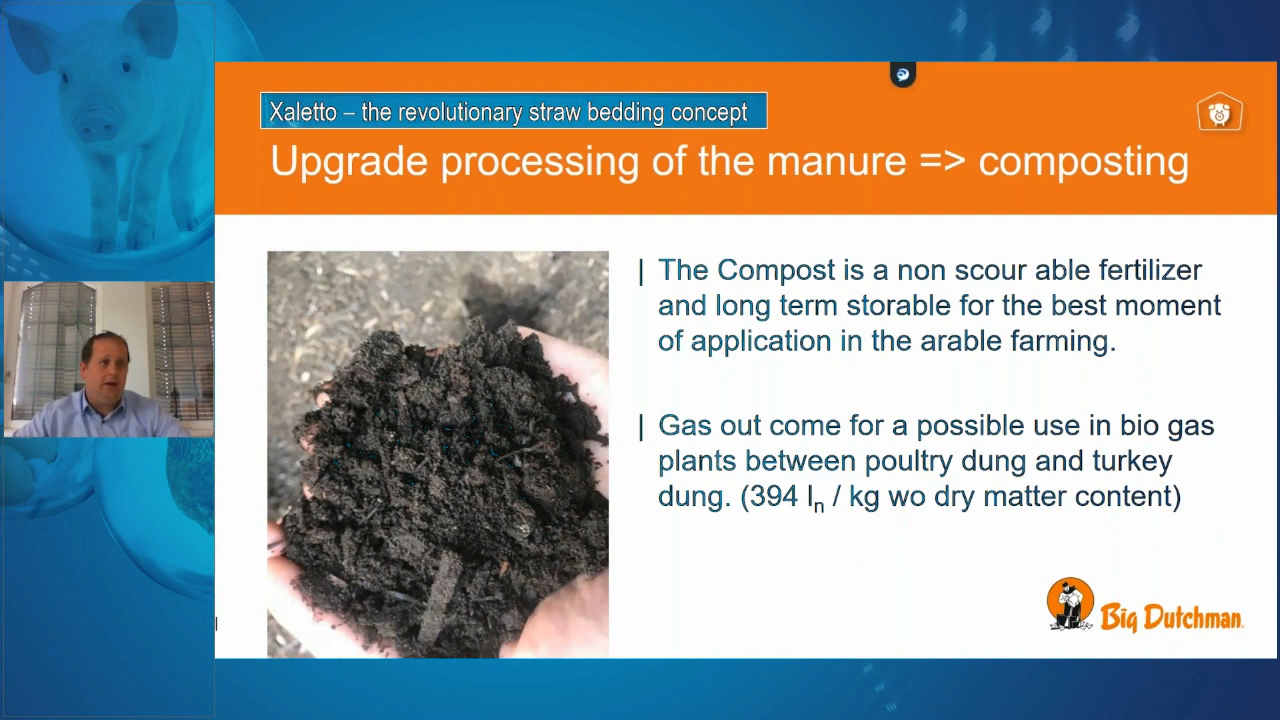 Xaletto – the revolutionary straw bedding concept
Upgrade processing of the manure => composting
| The Compost is a non scour able fertilizer
and long term storable for the best moment
of application in the arable farming.
| Gas out come for a possible use in bio gas
plants between poultry dung and turkey
dung. (394 lₙ / kg wo dry matter content)
Big Dutchman.